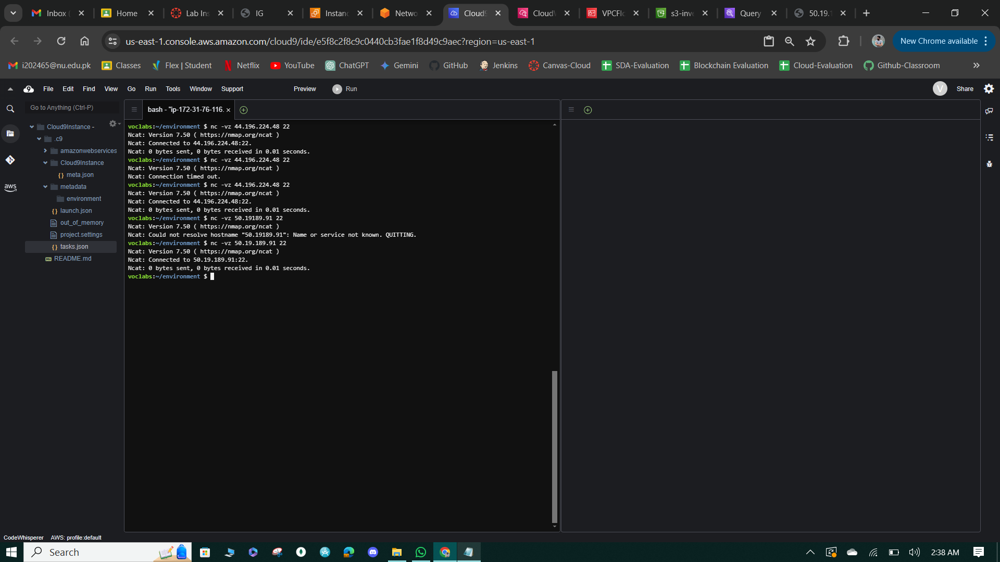 Inbox (
Home
Lab Ins
IG
Instanc
Netwo
Cloud9
CloudW
VPCFlo
s3-inve
Query
50.19.1
us-east-1.console.aws.amazon.com/cloud9/ide/e5f8c2f8c9c0440cb3fae1f8d49c9aec?region=us-east-1
New Chrome available
i202465@nu.edu.pk
Classes
Flex | Student
Netflix
YouTube
ChatGPT
Gemini
GitHub
Jenkins
Canvas-Cloud
SDA-Evaluation
Blockchain Evaluation
Cloud-Evaluation
Github-Classroom
9
File
Edit
Find
View
Go
Run
Tools
Window
Support
Preview
Run
V
Share
Go to Anything (Ctrl-P)
Cloud9Instance -
.c9
amazonwebservices
Cloud9Instance
meta.json
metadata
environment
launch.json
out_of_memory
project.settings
tasks.json
README.md
aws
bash - "ip-172-31-76-116.
voclabs:~/environment $ nc -vz 44.196.224.48 22
Ncat: Version 7.50 ( https://nmap.org/ncat )
Ncat: Connected to 44.196.224.48:22.
Ncat: 0 bytes sent, 0 bytes received in 0.01 seconds.
voclabs:~/environment $ nc -vz 44.196.224.48 22
Ncat: Version 7.50 ( https://nmap.org/ncat )
Ncat: Connection timed out.
voclabs:~/environment $ nc -vz 44.196.224.48 22
Ncat: Version 7.50 ( https://nmap.org/ncat )
Ncat: Connected to 44.196.224.48:22.
Ncat: 0 bytes sent, 0 bytes received in 0.01 seconds.
voclabs:~/environment $ nc -vz 50.19189.91 22
Ncat: Version 7.50 ( https://nmap.org/ncat )
Ncat: Could not resolve hostname "50.19189.91": Name or service not known. QUITTING.
voclabs:~/environment $ nc -vz 50.19.189.91 22
Ncat: Version 7.50 ( https://nmap.org/ncat )
Ncat: Connected to 50.19.189.91:22.
Ncat: 0 bytes sent, 0 bytes received in 0.01 seconds.
voclabs:~/environment $
CodeWhisperer
AWS: profile:default
Search
2:38 AM